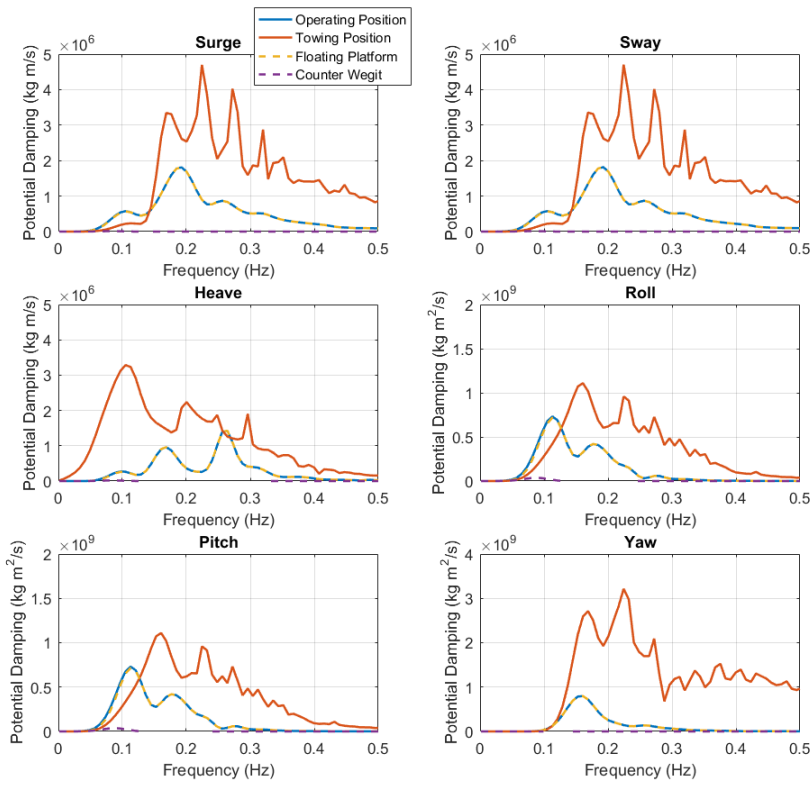 Operating Position
Towing Position
Floating Platform
Counter Wegit
Surge
×10^6
Potential Damping (kg m/s)
5
4
3
2
1
0
0 0.1 0.2 0.3 0.4 0.5
Frequency (Hz)
Sway
×10^6
Potential Damping (kg m/s)
5
4
3
2
1
0
0 0.1 0.2 0.3 0.4 0.5
Frequency (Hz)
Heave
×10^6
Potential Damping (kg m/s)
5
4
3
2
1
0
0 0.1 0.2 0.3 0.4 0.5
Frequency (Hz)
Roll
×10^9
Potential Damping (kg m²/s)
2
1.5
1
0.5
0
0 0.1 0.2 0.3 0.4 0.5
Frequency (Hz)
Pitch
×10^9
Potential Damping (kg m²/s)
2
1.5
1
0.5
0
0 0.1 0.2 0.3 0.4 0.5
Frequency (Hz)
Yaw
×10^9
Potential Damping (kg m²/s)
4
3
2
1
0
0 0.1 0.2 0.3 0.4 0.5
Frequency (Hz)